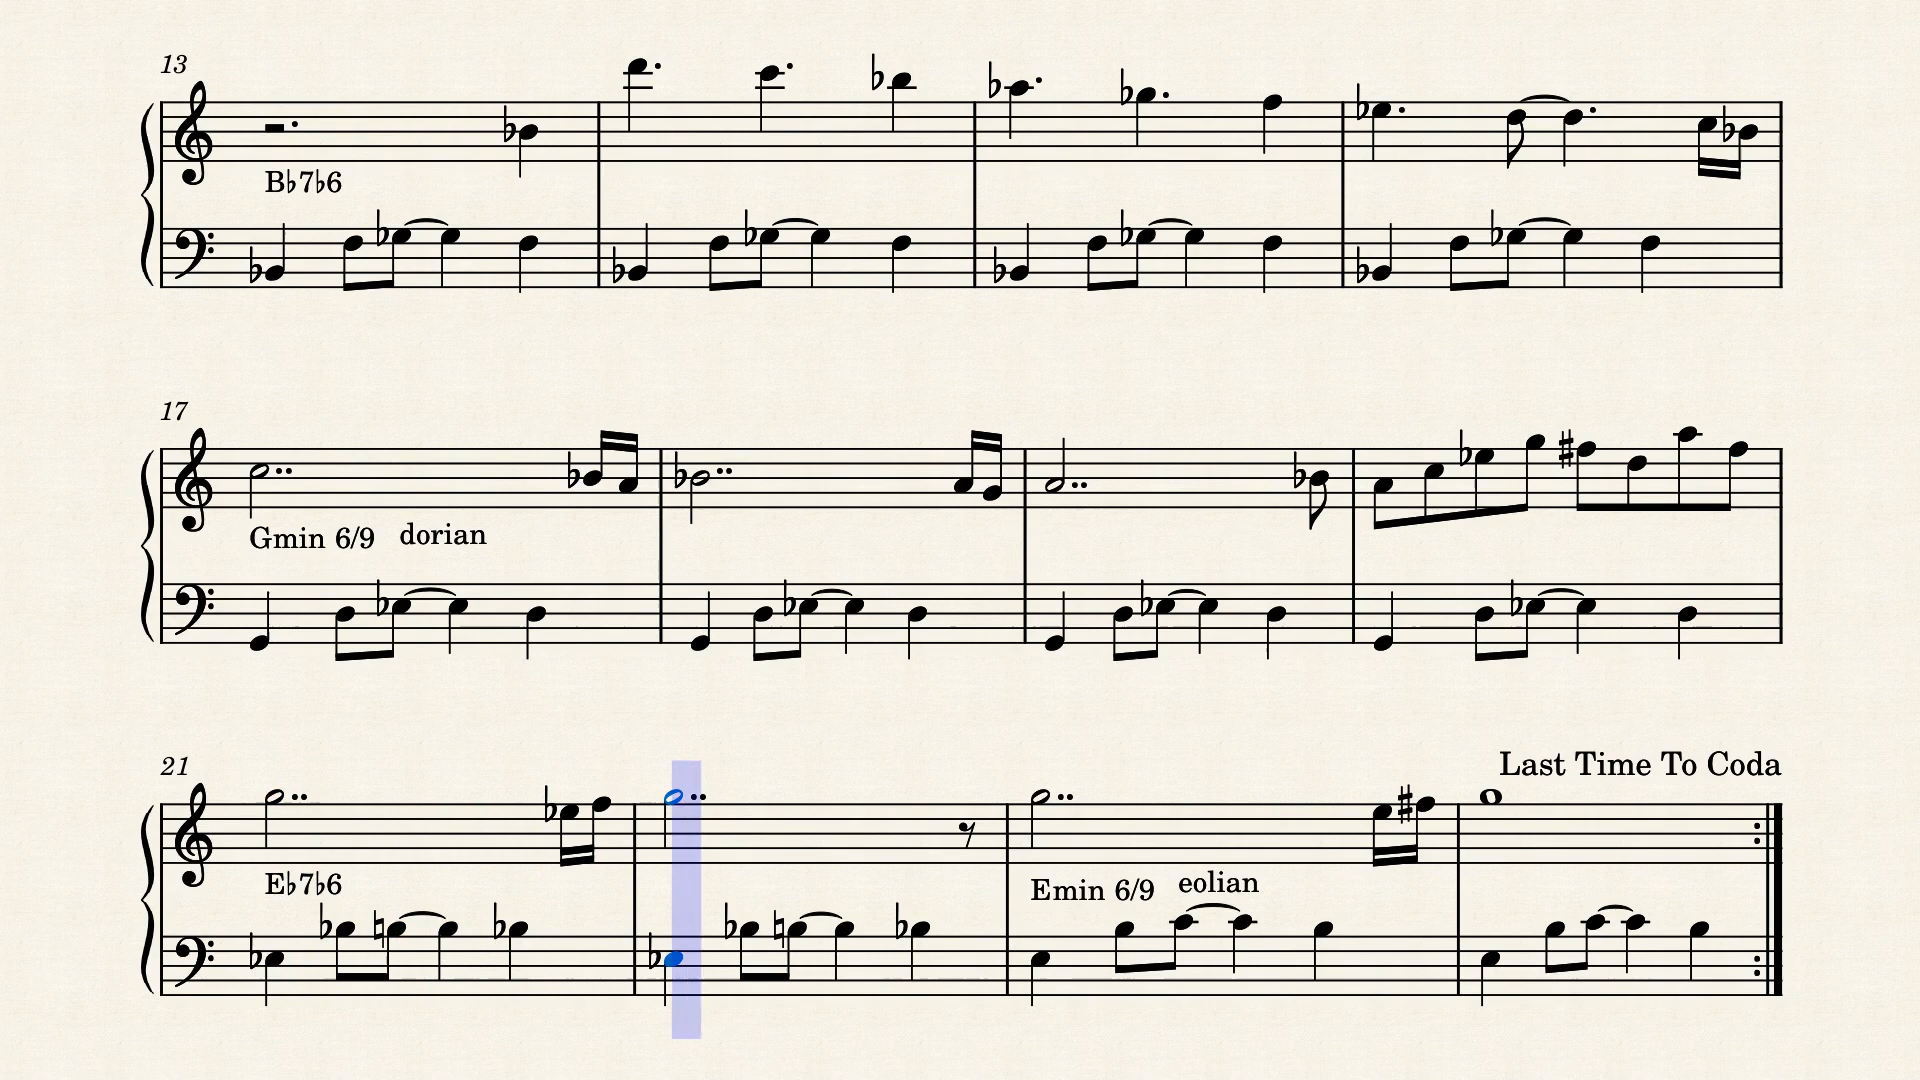 13
B♭7♭6
17
Gmin 6/9 dorian
21
Last Time To Coda
E♭7♭6
Emin 6/9 eolian